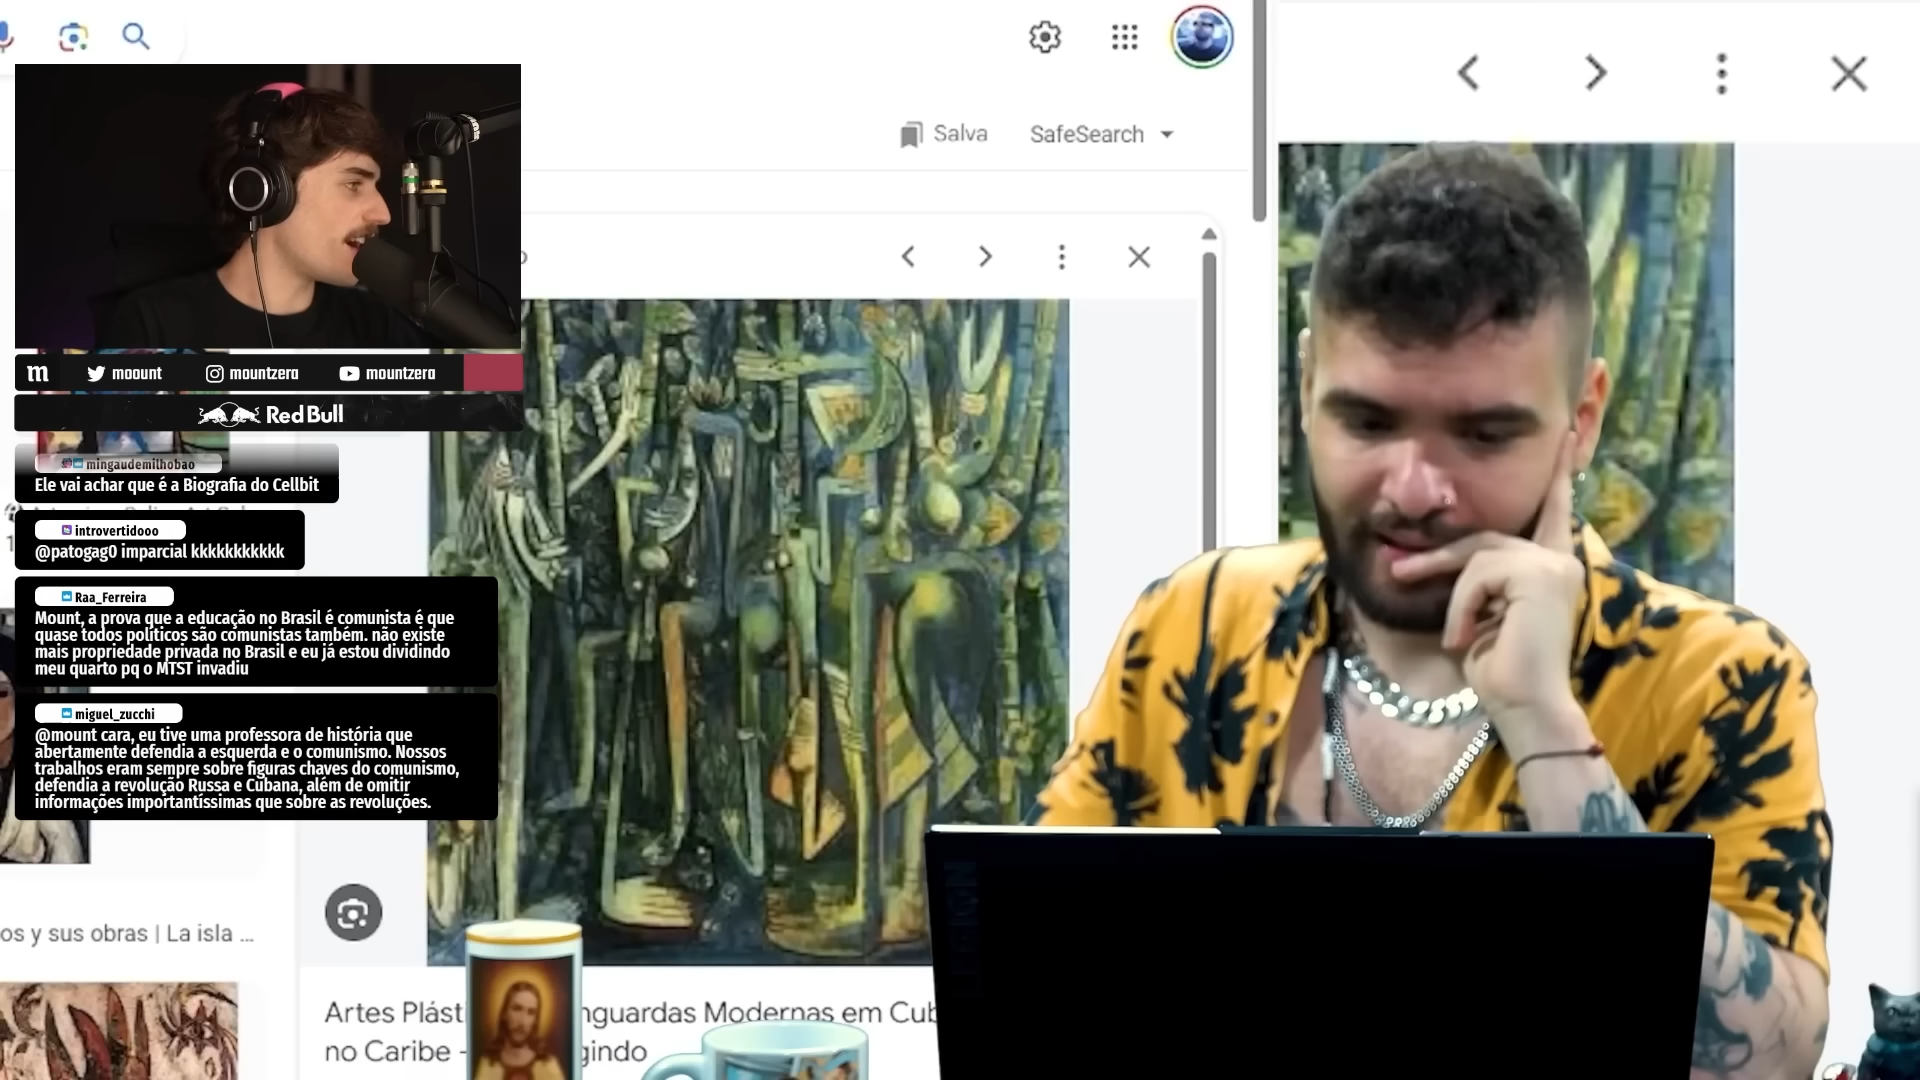 Salva
SafeSearch
m
moount
mountzera
mountzera
Red Bull
mingaudemilhobao
Ele vai achar que é a Biografia do Cellbit
introvertidooo
@patogag0 imparcial kkkkkkkkkkk
Raa_Ferreira
Mount, a prova que a educação no Brasil é comunista é que
quase todos políticos são comunistas também. não existe
mais propriedade privada no Brasil e eu já estou dividindo
meu quarto pq o MTST invadiu
miguel_zucchi
@mount cara, eu tive uma professora de história que
abertamente defendia a esquerda e o comunismo. Nossos
trabalhos eram sempre sobre figuras chaves do comunismo,
defendia a revolução Russa e Cubana, além de omitir
informações importantíssimas que sobre as revoluções.
os y sus obras | La isla ...
Artes Plást nguardas Modernas em Cub
no Caribe - gindo